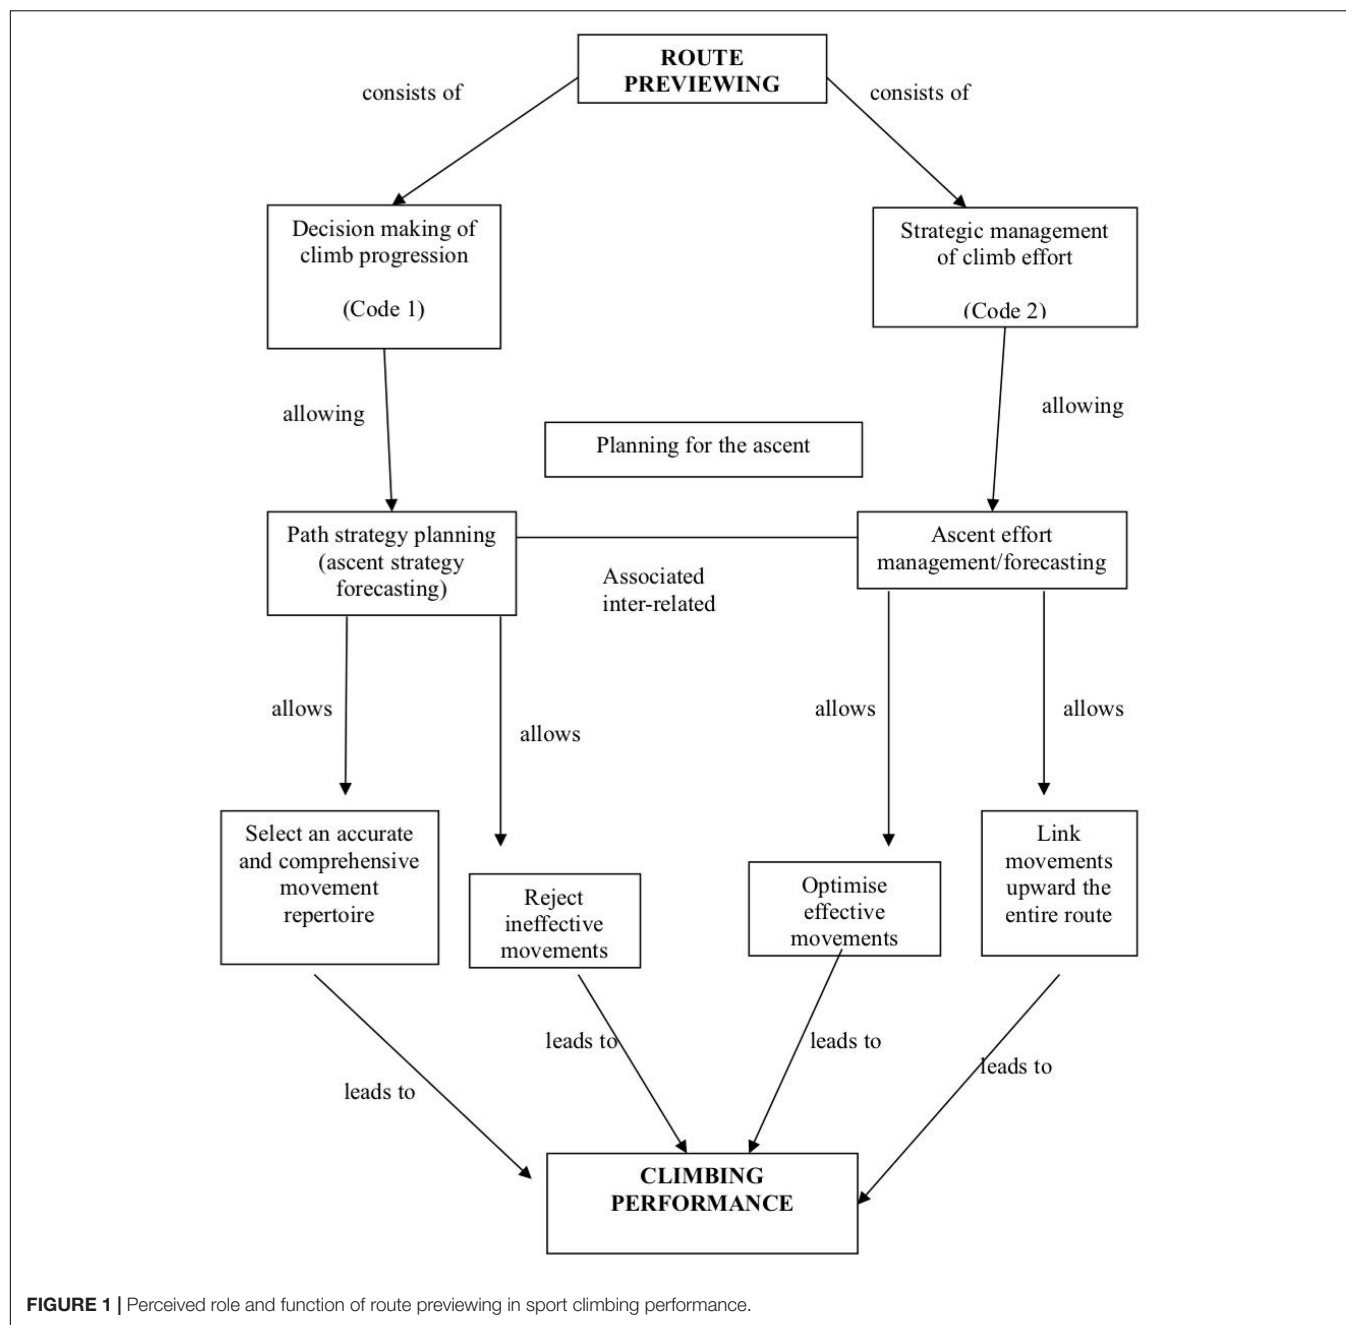 ROUTE
PREVIEWING
consists of
consists of
Decision making of
climb progression
(Code 1)
Strategic management
of climb effort
(Code 2)
allowing
allowing
Planning for the ascent
Path strategy planning
(ascent strategy
forecasting)
Ascent effort
management/forecasting
Associated
inter-related
allows
allows
allows
allows
Select an accurate
and comprehensive
movement
repertoire
Reject
ineffective
movements
Optimise
effective
movements
Link
movements
upward the
entire route
leads to
leads to
leads to
leads to
CLIMBING
PERFORMANCE
FIGURE 1 | Perceived role and function of route previewing in sport climbing performance.